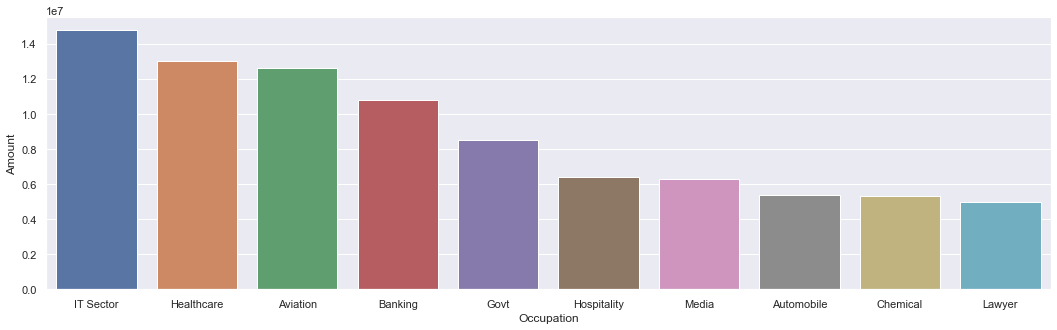 1e7
1.4
1.2
1.0
0.8
0.6
0.4
0.2
0.0
Amount
IT Sector Healthcare Aviation Banking Govt Hospitality Media Automobile Chemical Lawyer
Occupation